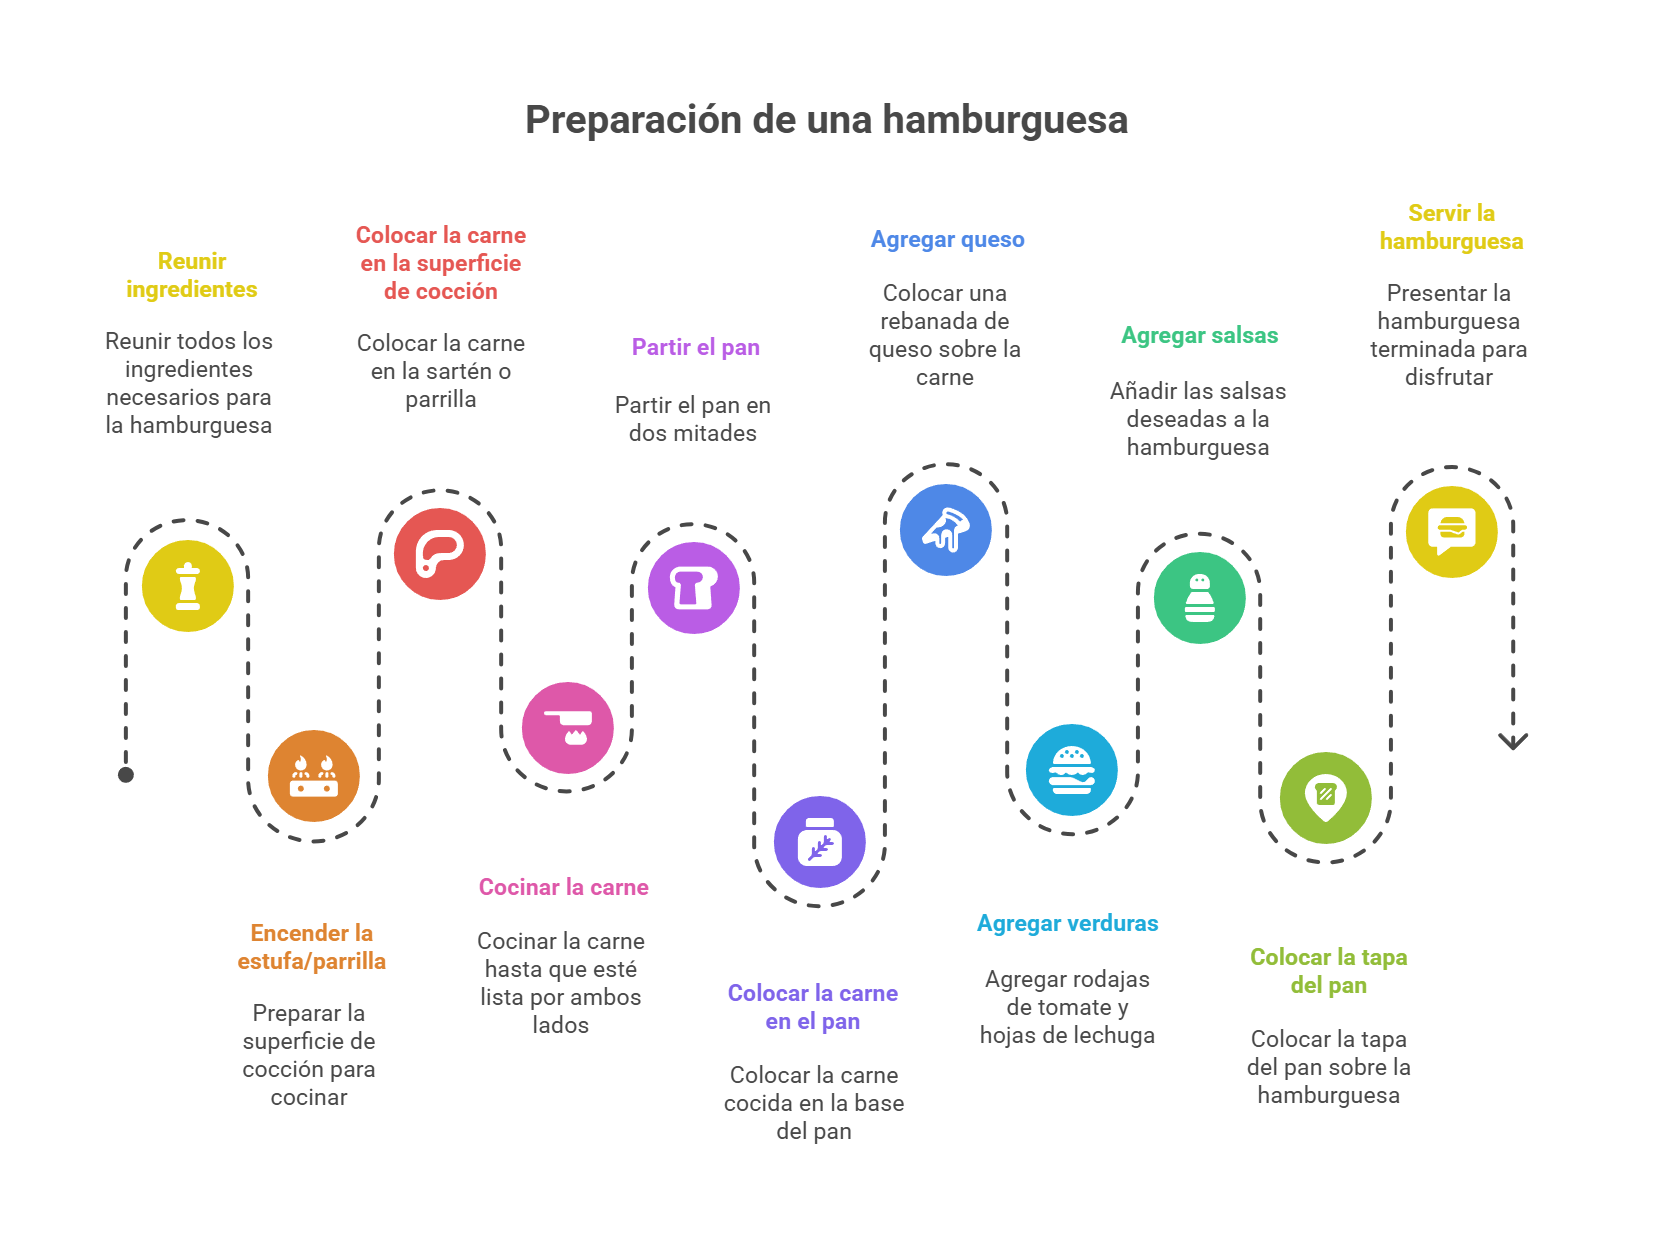 Preparación de una hamburguesa
Reunir
ingredientes
Reunir todos los
ingredientes
necesarios para
la hamburguesa
Encender la
estufa/parrilla
Preparar la
superficie de
cocción para
cocinar
Colocar la carne
en la superficie
de cocción
Colocar la carne
en la sartén o
parrilla
Cocinar la carne
Cocinar la carne
hasta que esté
lista por ambos
lados
Partir el pan
Partir el pan en
dos mitades
Colocar la carne
en el pan
Colocar la carne
cocida en la base
del pan
Agregar queso
Colocar una
rebanada de
queso sobre la
carne
Agregar verduras
Agregar rodajas
de tomate y
hojas de lechuga
Agregar salsas
Añadir las salsas
deseadas a la
hamburguesa
Colocar la tapa
del pan
Colocar la tapa
del pan sobre la
hamburguesa
Servir la
hamburguesa
Presentar la
hamburguesa
terminada para
disfrutar